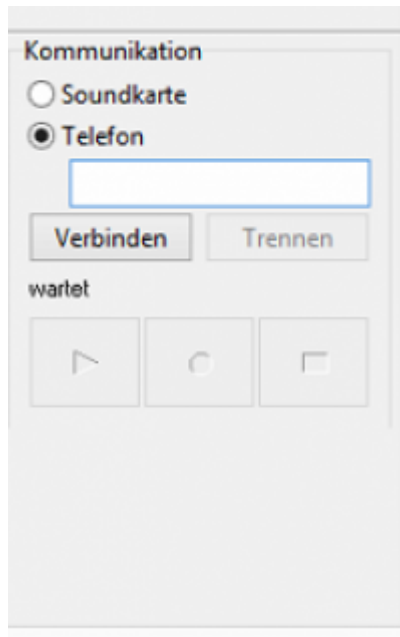 Kommunikation
Soundkarte
Telefon
Verbinden Trennen
wartet